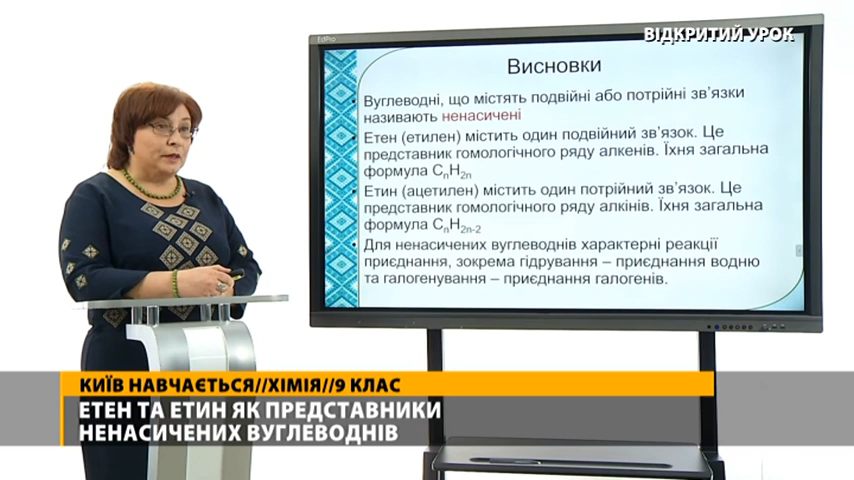 EdPro
ВІДКРИТИЙ УРОК
Висновки
Вуглеводні, що містять подвійні або потрійні зв’язки
називають ненасичені
Етен (етилен) містить один подвійний зв’язок. Це
представник гомологічного ряду алкенів. Їхня загальна
формула CnH2n
Етин (ацетилен) містить один потрійний зв’язок. Це
представник гомологічного ряду алкінів. Їхня загальна
формула CnH2n-2
Для ненасичених вуглеводнів характерні реакції
приєднання, зокрема гідрування – приєднання водню
та галогенування – приєднання галогенів.
КИЇВ НАВЧАЄТЬСЯ//ХІМІЯ//9 КЛАС
ЕТЕН ТА ЕТИН ЯК ПРЕДСТАВНИКИ
НЕНАСИЧЕНИХ ВУГЛЕВОДНІВ